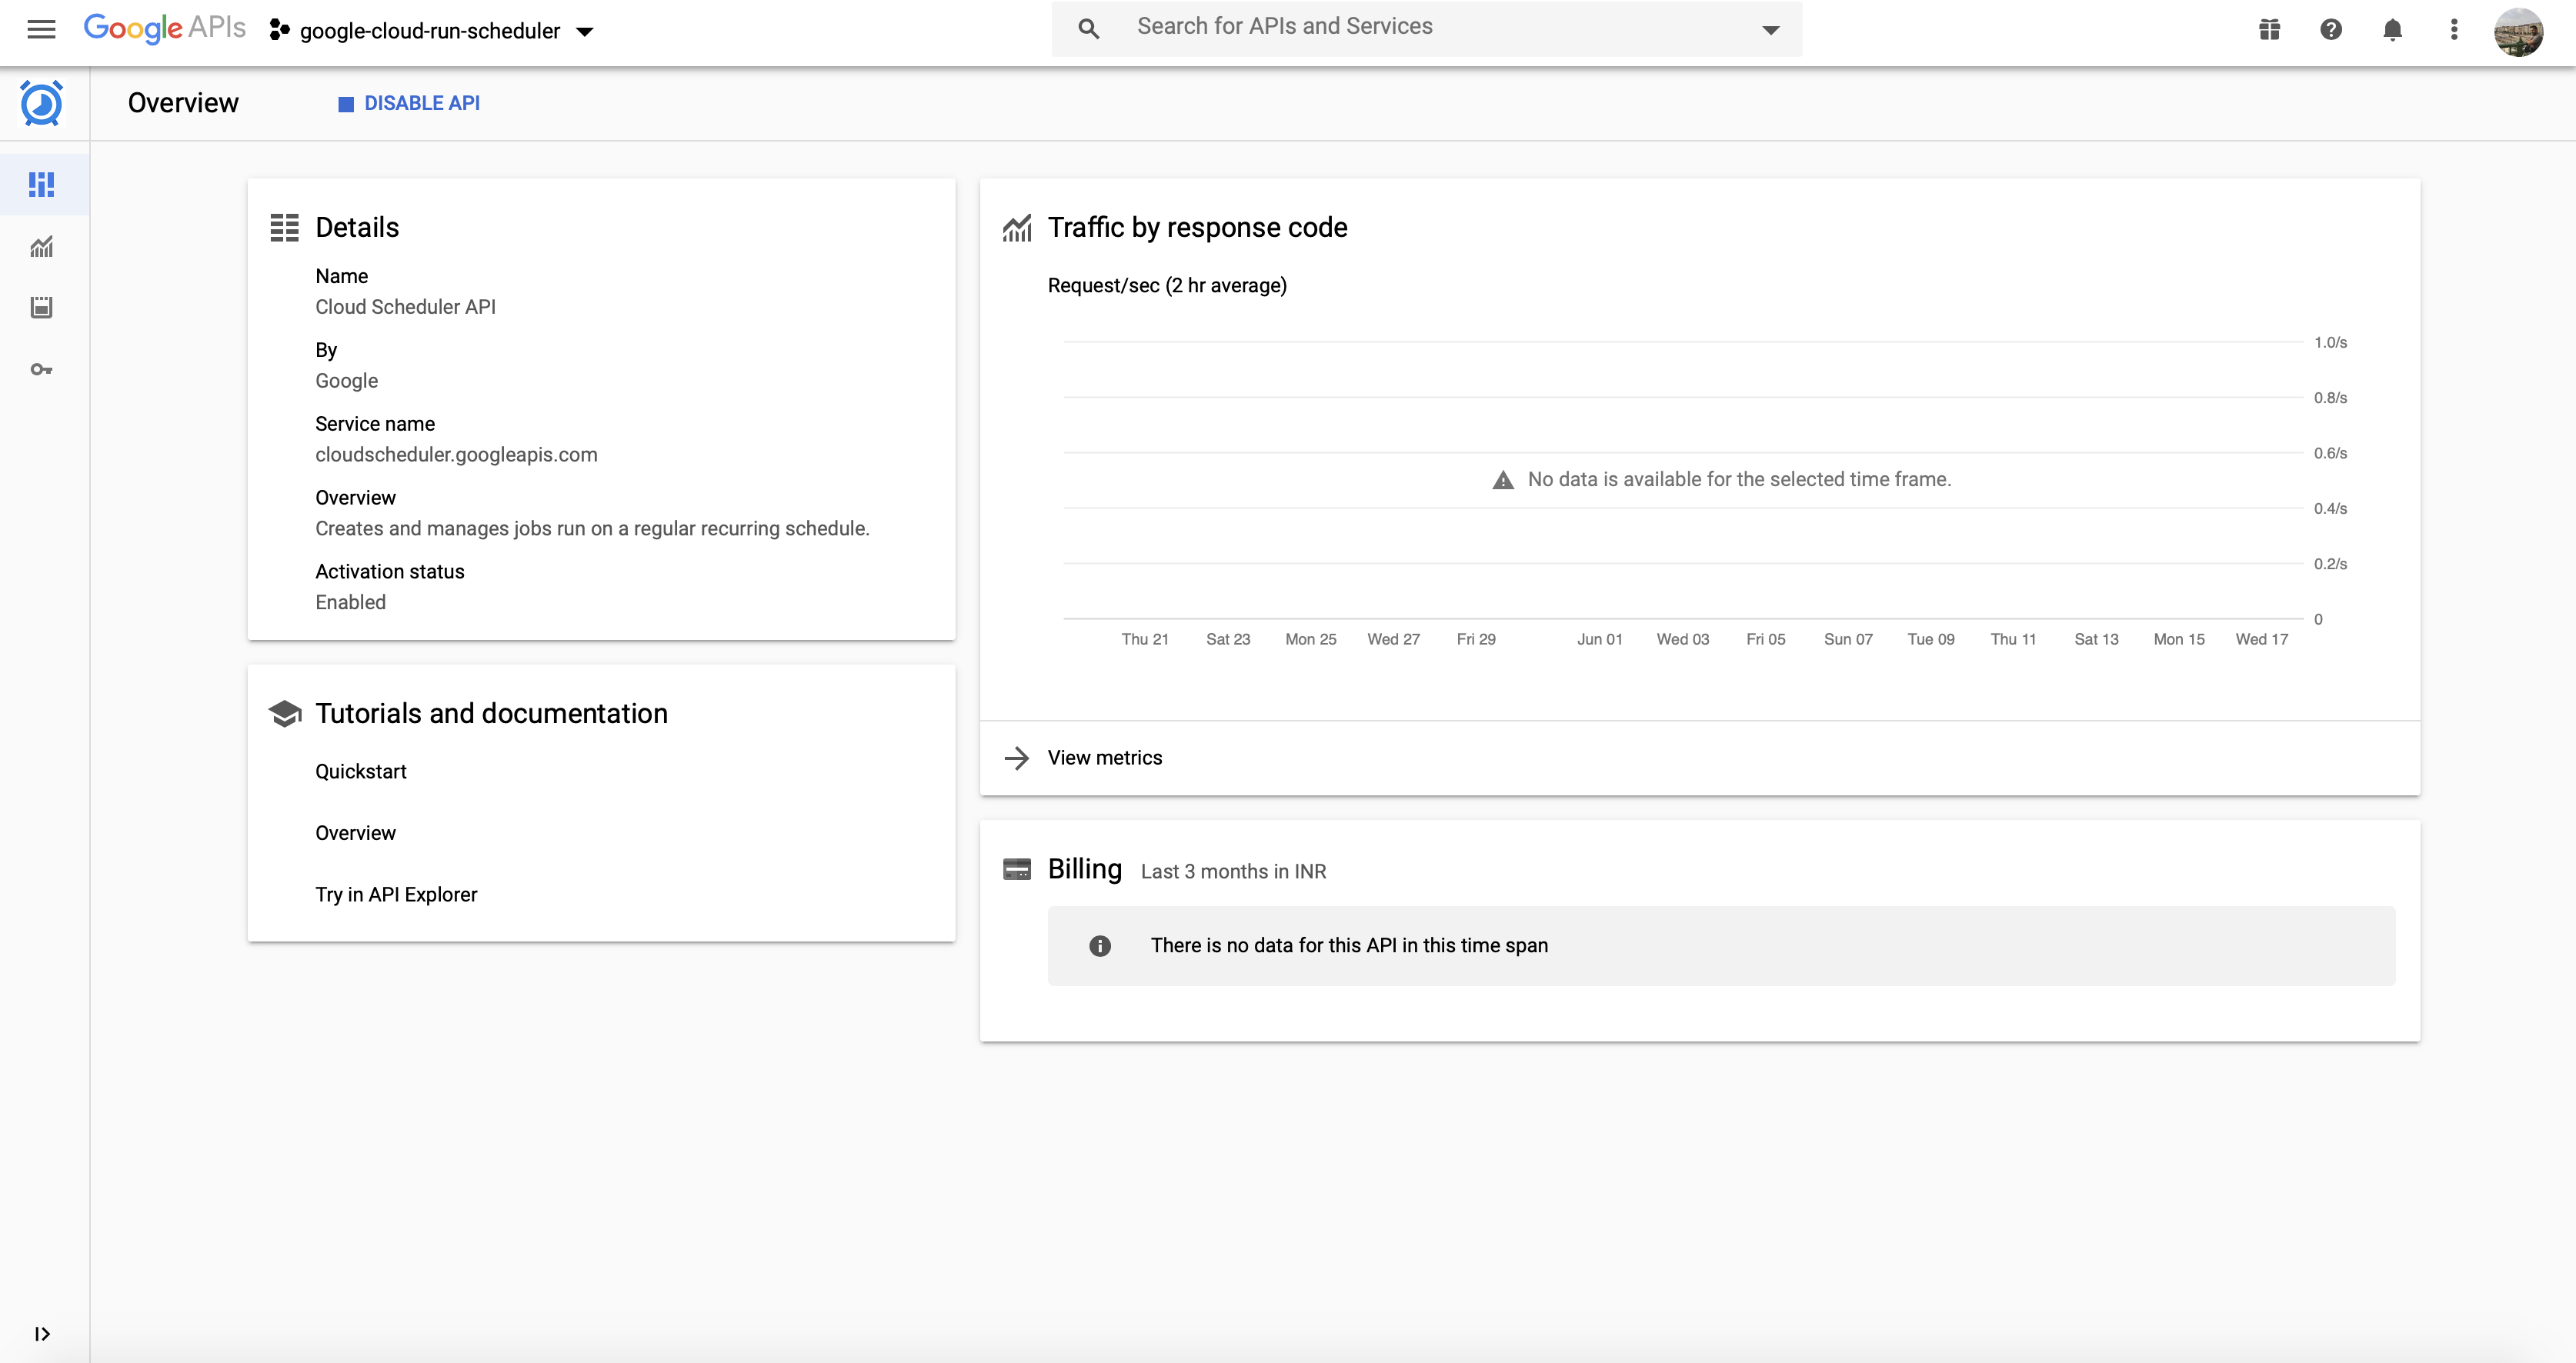 Google APIs
google-cloud-run-scheduler
Search for APIs and Services
Overview
DISABLE API
Details
Name
Cloud Scheduler API
By
Google
Service name
cloudscheduler.googleapis.com
Overview
Creates and manages jobs run on a regular recurring schedule.
Activation status
Enabled
Tutorials and documentation
Quickstart
Overview
Try in API Explorer
Traffic by response code
Request/sec (2 hr average)
1.0/s
0.8/s
0.6/s
No data is available for the selected time frame.
0.4/s
0.2/s
0
Thu 21 Sat 23 Mon 25 Wed 27 Fri 29 Jun 01 Wed 03 Fri 05 Sun 07 Tue 09 Thu 11 Sat 13 Mon 15 Wed 17
View metrics
Billing Last 3 months in INR
There is no data for this API in this time span